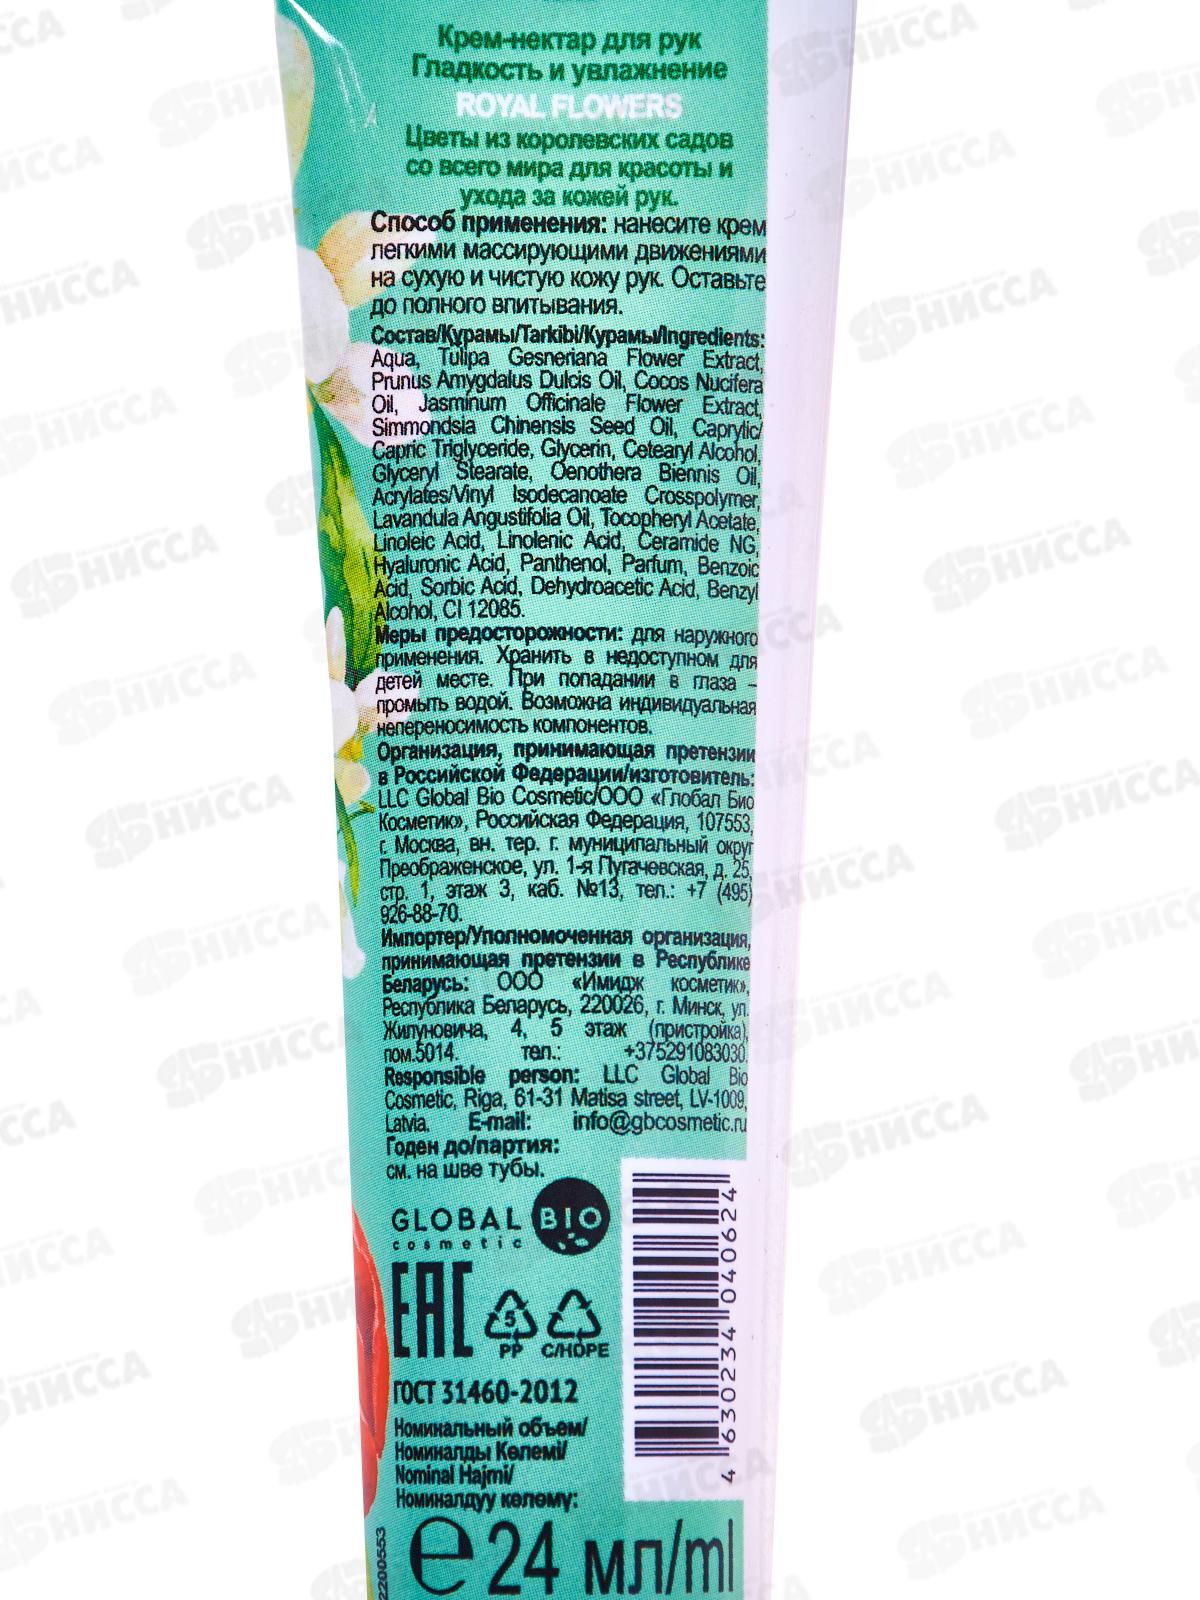 Крем-нектар для рук
Гладкость и увлажнение
ROYAL FLOWERS
Цветы из королевских садов
со всего мира для красоты и
ухода за кожей рук.
Способ применения: нанесите крем
легкими массирующими движениями
на сухую и чистую кожу рук. Оставьте
до полного впитывания.
Состав/Құрамы/Tarkibi/Курамы/Ingredients:
Aqua, Tulipa Gesneriana Flower Extract,
Prunus Amygdalus Dulcis Oil, Cocos Nucifera
Oil, Jasminum Officinale Flower Extract,
Simmondsia Chinensis Seed Oil, Caprylic/
Capric Triglyceride, Glycerin, Cetearyl Alcohol,
Glyceryl Stearate, Oenothera Biennis Oil,
Acrylates/Vinyl Isodecanoate Crosspolymer,
Lavandula Angustifolia Oil, Tocopheryl Acetate,
Linoleic Acid, Linolenic Acid, Ceramide NG,
Hyaluronic Acid, Panthenol, Parfum, Benzoic
Acid, Sorbic Acid, Dehydroacetic Acid, Benzyl
Alcohol, CI 12085.
Меры предосторожности: для наружного
применения. Хранить в недоступном для
детей месте. При попадании в глаза –
промыть водой. Возможна индивидуальная
непереносимость компонентов.
Организация, принимающая претензии
в Российской Федерации/изготовитель:
LLC Global Bio Cosmetic/ООО «Глобал Био
Косметик», Российская Федерация, 107553,
г. Москва, вн. тер. г. муниципальный округ
Преображенское, ул. 1-я Пугачевская, д. 25,
стр. 1, этаж 3, каб. №13, тел.: +7 (495)
926-88-70.
Импортер/Уполномоченная организация,
принимающая претензии в Республике
Беларусь: ООО «Имидж косметик»,
Республика Беларусь, 220026, г. Минск, ул.
Жилуновича, 4, 5 этаж (пристройка),
пом.5014. тел.: +375291083030.
Responsible person: LLC Global Bio
Cosmetic, Riga, 61-31 Matisa street, LV-1009,
Latvia. E-mail: info@gbcosmetic.ru
Годен до/партия:
см. на шве тубы.
GLOBAL BIO
cosmetic
EAC
5
PP C/HDPE
ГОСТ 31460-2012
Номинальный объем/
Номиналды Көлемі/
Nominal Hajmi/
Номиналдуу көлөмү:
℮ 24 мл/ml
4 630234 040624
2200553
НИССА